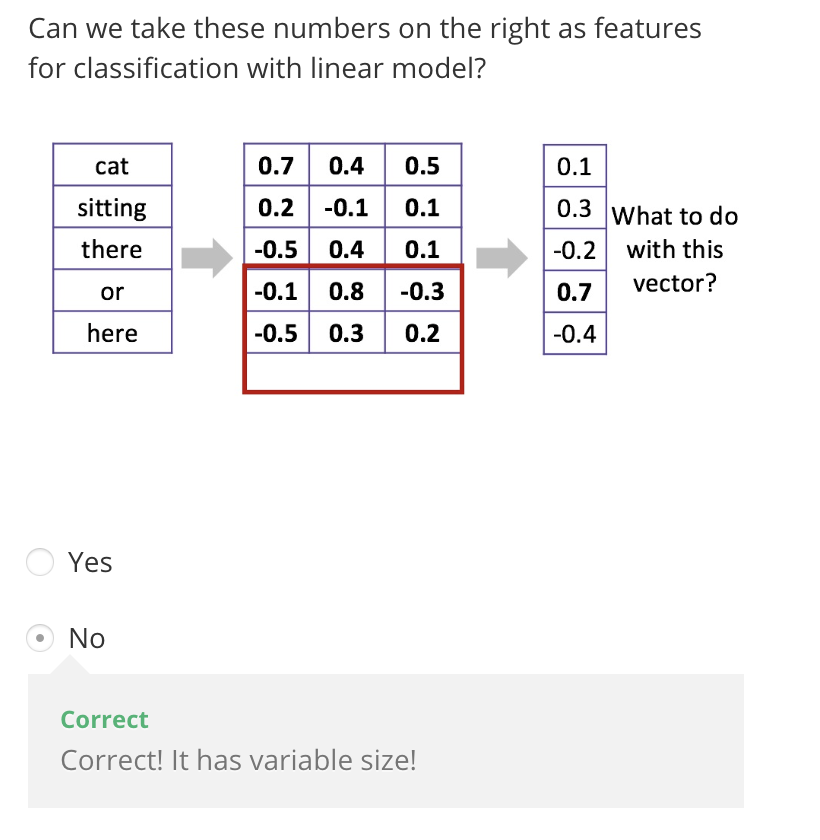 Can we take these numbers on the right as features
for classification with linear model?
cat 0.7 0.4 0.5 0.1
sitting 0.2 -0.1 0.1 0.3 What to do
there -0.5 0.4 0.1 -0.2 with this
or -0.1 0.8 -0.3 0.7 vector?
here -0.5 0.3 0.2 -0.4
Yes
No
Correct
Correct! It has variable size!